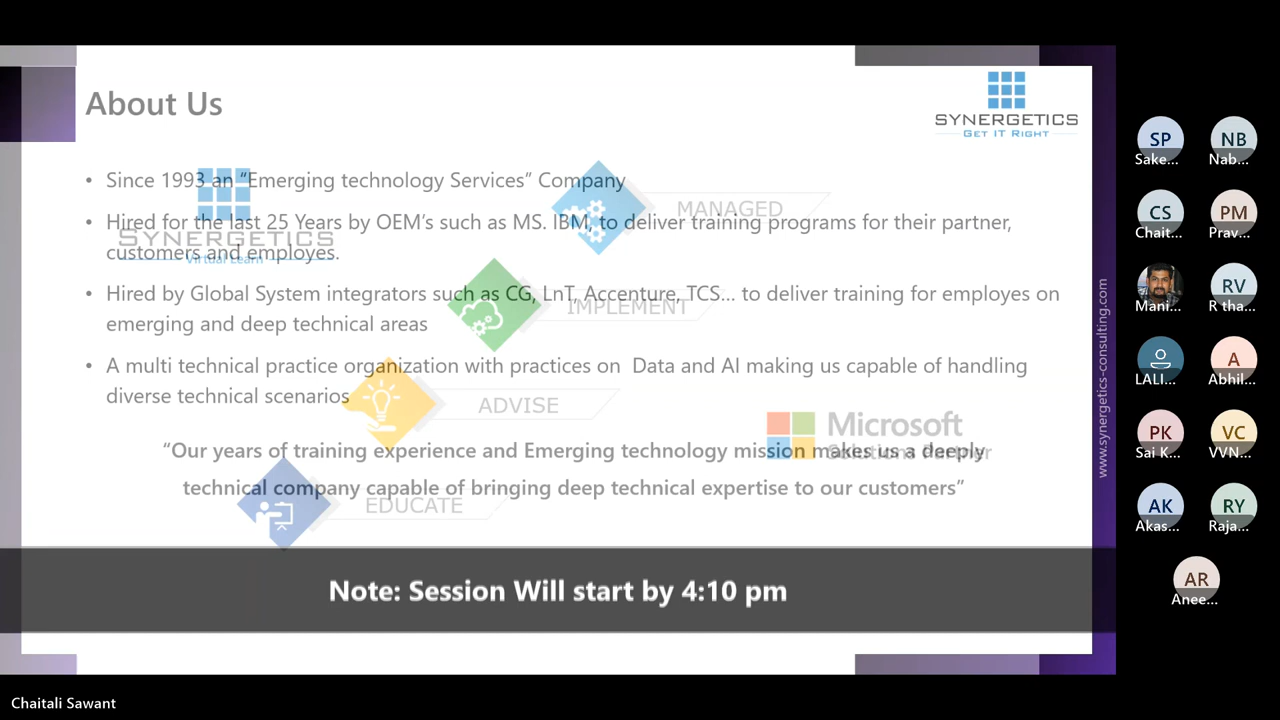 About Us
SYNERGETICS
GET IT RIGHT
• Since 1993 an “Emerging technology Services” Company
• Hired for the last 25 Years by OEM’s such as MS. IBM, to deliver training programs for their partner,
customers and employes.
• Hired by Global System integrators such as CG, LnT, Accenture, TCS... to deliver training for employes on
emerging and deep technical areas
• A multi technical practice organization with practices on Data and AI making us capable of handling
diverse technical scenarios
“Our years of training experience and Emerging technology mission makes us a deeply
technical company capable of bringing deep technical expertise to our customers”
SYNERGETICS
Virtual Learn
MANAGED
IMPLEMENT
ADVISE
EDUCATE
Microsoft
Solutions Partner
Note: Session Will start by 4:10 pm
www.synergetics-consulting.com
SP
NB
Sake...
Nab...
CS
PM
Chait...
Prav...
RV
Mani...
R tha...
A
LALI...
Abhil...
PK
VC
Sai K...
VVN...
AK
RY
Akas...
Raja...
AR
Anee...
Chaitali Sawant